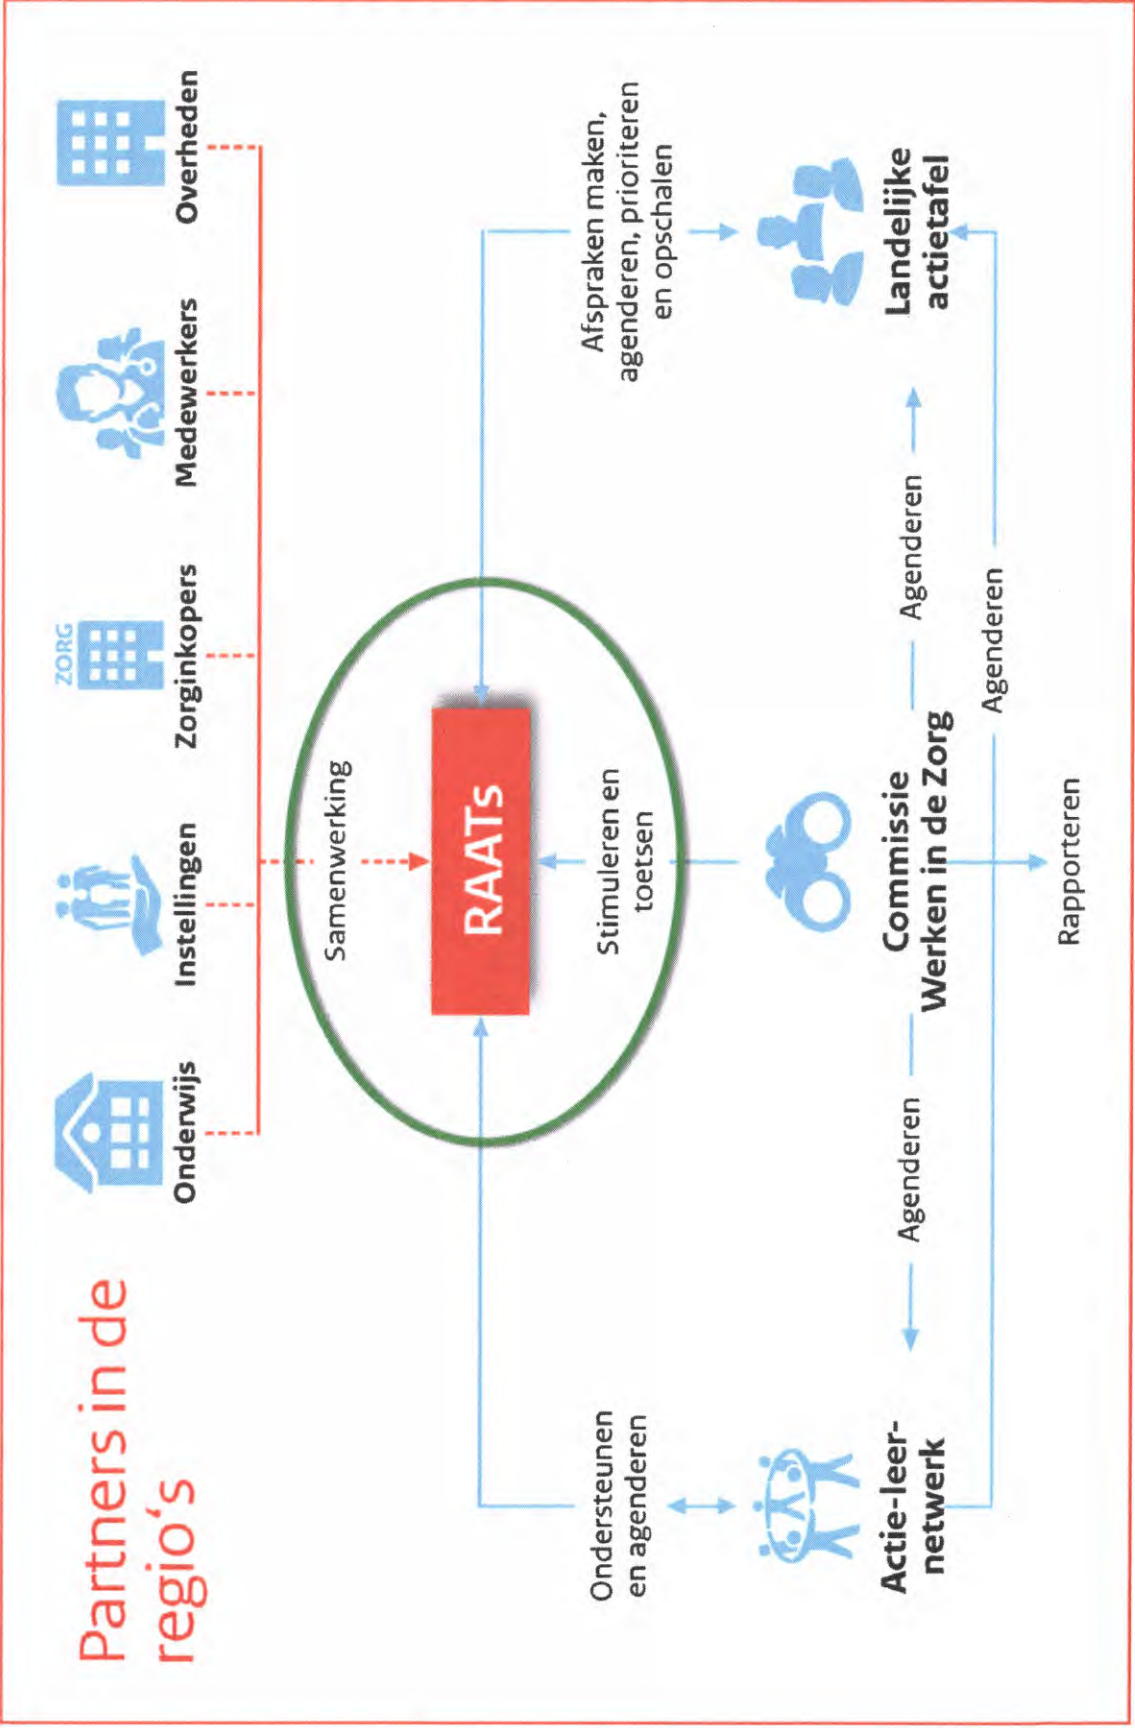 Partners in de
regio‘s
Onderwijs
Instellingen
ZORG
Zorginkopers
Medewerkers
Overheden
Samenwerking
RAATs
Stimuleren en
toetsen
Ondersteunen
en agenderen
Afspraken maken,
agenderen, prioriteren
en opschalen
Actie-leer-
netwerk
Agenderen
Commissie
Werken in de Zorg
Agenderen
Landelijke
actietafel
Agenderen
Rapporteren